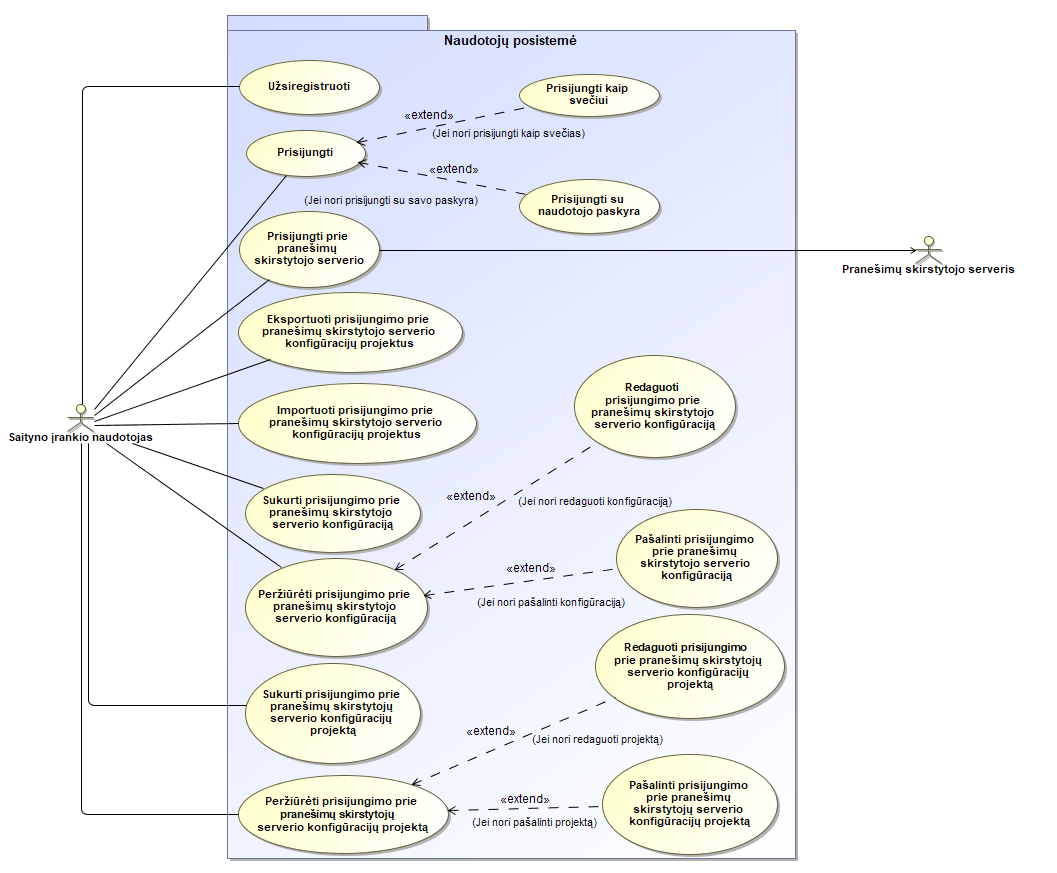 Naudotojų posistemė
Užsiregistruoti
Prisijungti kaip
svečiui
«extend»
(Jei nori prisijungti kaip svečias)
Prisijungti
«extend»
(Jei nori prisijungti su savo paskyra)
Prisijungti su
naudotojo paskyra
Prisijungti prie
pranešimų
skirstytojo serverio
Pranešimų skirstytojo serveris
Eksportuoti prisijungimo prie
pranešimų skirstytojo serverio
konfigūracijų projektus
Redaguoti
prisijungimo prie
pranešimų skirstytojo
serverio konfigūraciją
Importuoti prisijungimo prie
pranešimų skirstytojo serverio
konfigūracijų projektus
Saityno įrankio naudotojas
Sukurti prisijungimo prie
pranešimų skirstytojo
serverio konfigūraciją
«extend»
(Jei nori redaguoti konfigūraciją)
Pašalinti prisijungimo
prie pranešimų
skirstytojo serverio
konfigūraciją
«extend»
(Jei nori pašalinti konfigūraciją)
Peržiūrėti prisijungimo prie
pranešimų skirstytojo
serverio konfigūraciją
Redaguoti prisijungimo
prie pranešimų skirstytojų
serverio konfigūracijų
projektą
Sukurti prisijungimo prie
pranešimų skirstytojų
serverio konfigūracijų
projektą
«extend»
(Jei nori redaguoti projektą)
Pašalinti prisijungimo
prie pranešimų
skirstytojų serverio
konfigūracijų projektą
«extend»
(Jei nori pašalinti projektą)
Peržiūrėti prisijungimo prie
pranešimų skirstytojų
serverio konfigūracijų projektą